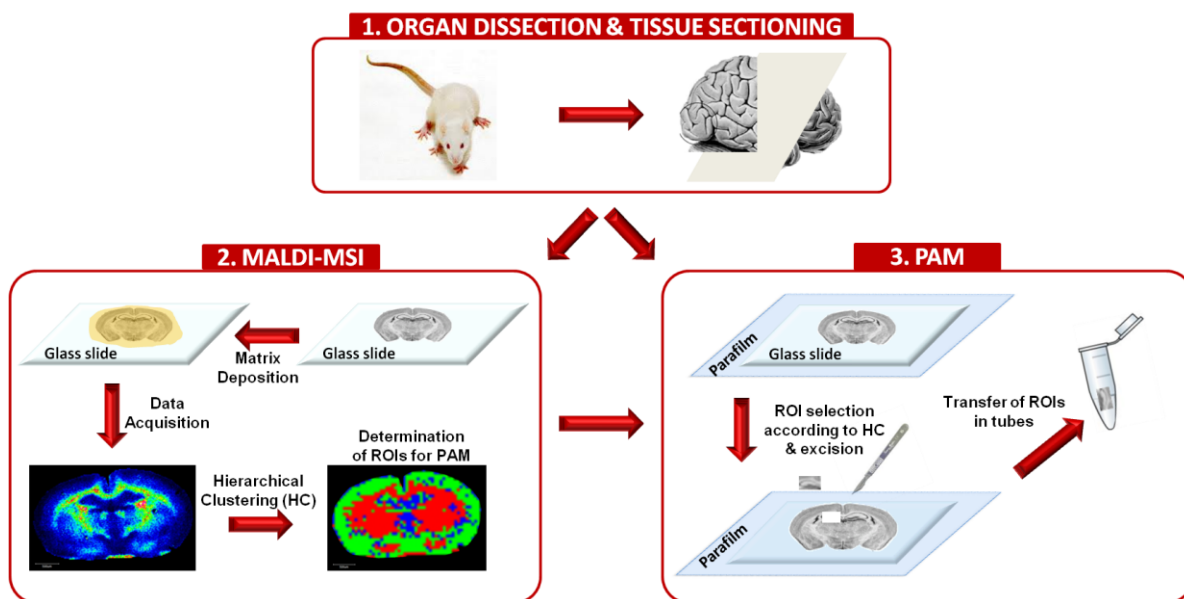 1. ORGAN DISSECTION & TISSUE SECTIONING
2. MALDI-MSI
Glass slide
Matrix
Deposition
Glass slide
Data
Acquisition
Hierarchical
Clustering (HC)
Determination
of ROIs for PAM
3. PAM
Parafilm
Glass slide
ROI selection
according to HC
& excision
Transfer of ROIs
in tubes
Parafilm